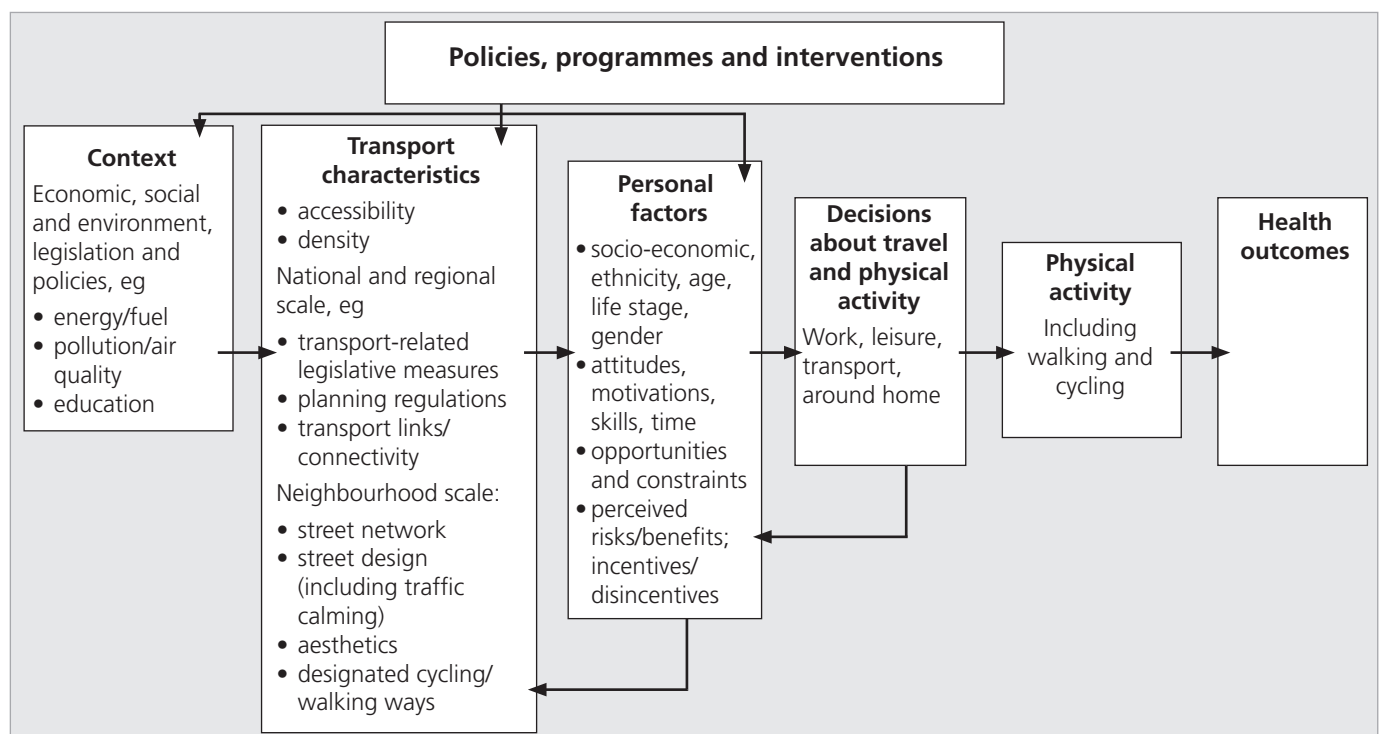 Policies, programmes and interventions
Context
Economic, social
and environment,
legislation and
policies, eg
• energy/fuel
• pollution/air
quality
• education
Transport
characteristics
• accessibility
• density
National and regional
scale, eg
• transport-related
legislative measures
• planning regulations
• transport links/
connectivity
Neighbourhood scale:
• street network
• street design
(including traffic
calming)
• aesthetics
• designated cycling/
walking ways
Personal
factors
• socio-economic,
ethnicity, age,
life stage,
gender
• attitudes,
motivations,
skills, time
• opportunities
and constraints
• perceived
risks/benefits;
incentives/
disincentives
Decisions
about travel
and physical
activity
Work, leisure,
transport,
around home
Physical
activity
Including
walking and
cycling
Health
outcomes